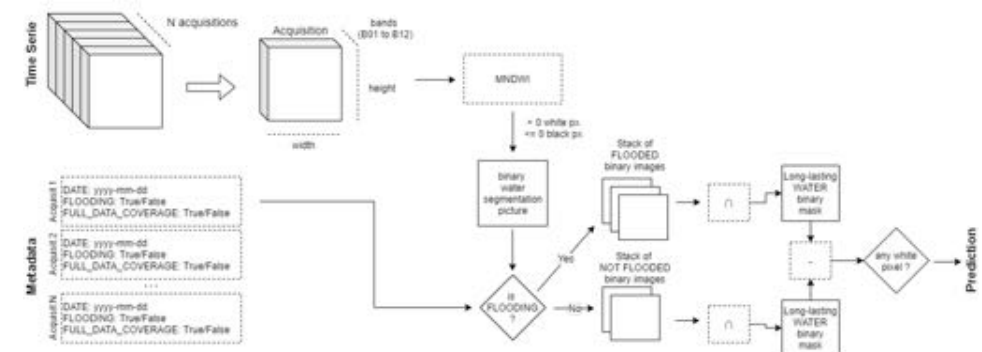 Time Serie
N acquisitions
Acquisition
bands
(B01 to B12)
height
width
MNDWI
> 0 white px
<= 0 black px
binary
water
segmentation
picture
Stack of
FLOODED
binary images
∩
Long-lasting
WATER
binary
mask
Metadata
Acquisit 1
DATE: yyyy-mm-dd
FLOODING: True/False
FULL_DATA_COVERAGE: True/False
Acquisit 2
DATE: yyyy-mm-dd
FLOODING: True/False
FULL_DATA_COVERAGE: True/False
...
Acquisit N
DATE: yyyy-mm-dd
FLOODING: True/False
FULL_DATA_COVERAGE: True/False
is
FLOODING
?
Yes
No
Stack of
NOT FLOODED
binary images
∩
Long-lasting
WATER
binary
mask
-
any white
pixel ?
Prediction